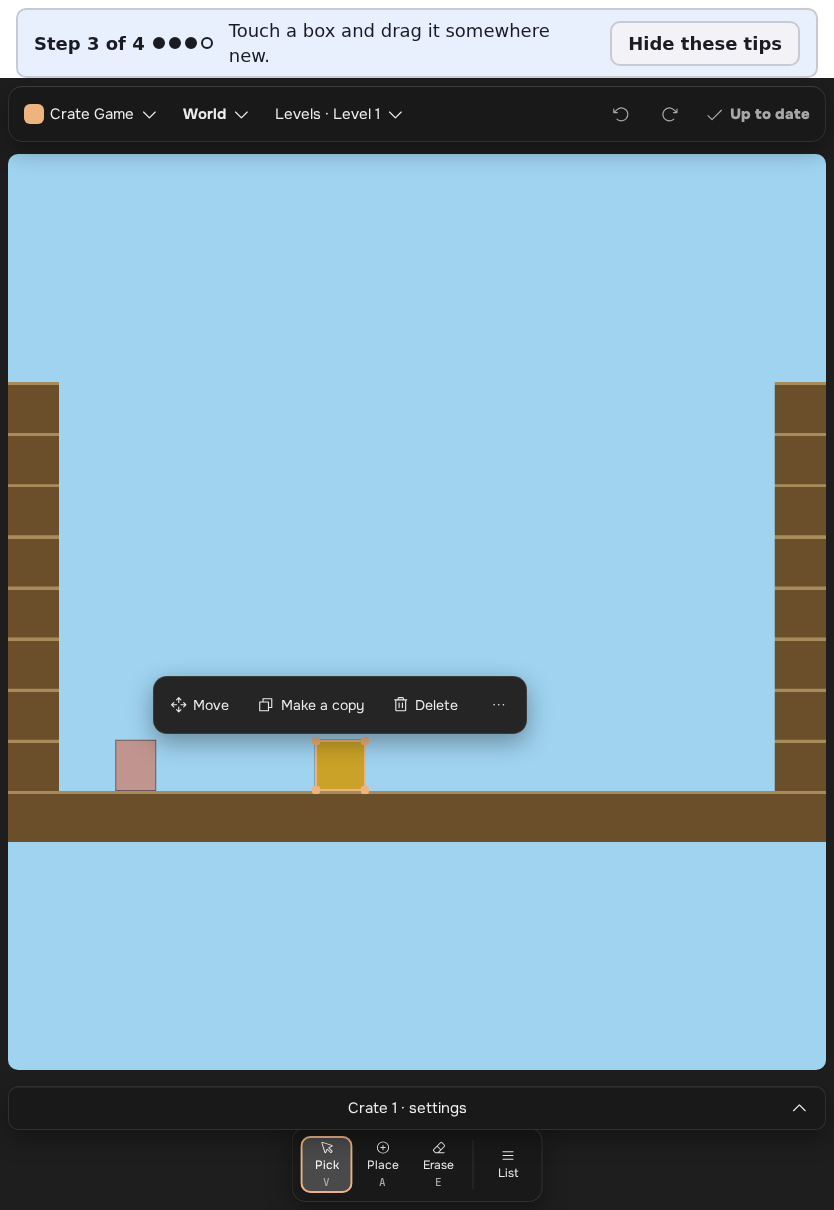 Step 3 of 4
Touch a box and drag it somewhere
new.
Hide these tips
Crate Game
World
Levels · Level 1
Up to date
Move
Make a copy
Delete
···
Crate 1 · settings
Pick
V
Place
A
Erase
E
List